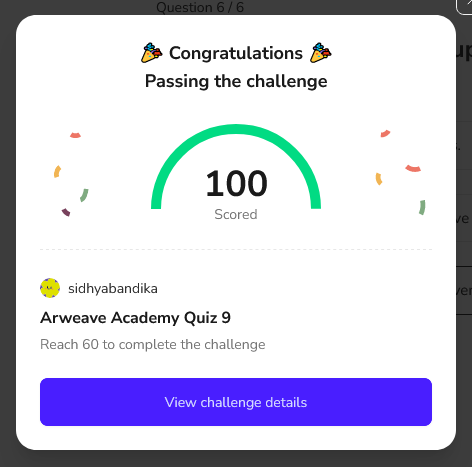 Question 6 / 6
Congratulations
Passing the challenge
100
Scored
sidhyabandika
Arweave Academy Quiz 9
Reach 60 to complete the challenge
View challenge details